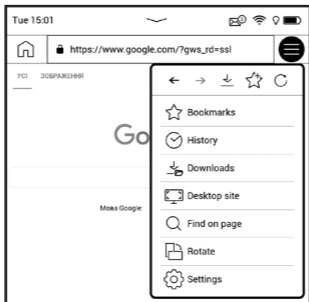 Tue 15:01
https://www.google.com/?gws_rd=ssl
УСІ ЗОБРАЖЕННЯ
Go
Мова Google:
Bookmarks
History
Downloads
Desktop site
Find on page
Rotate
Settings